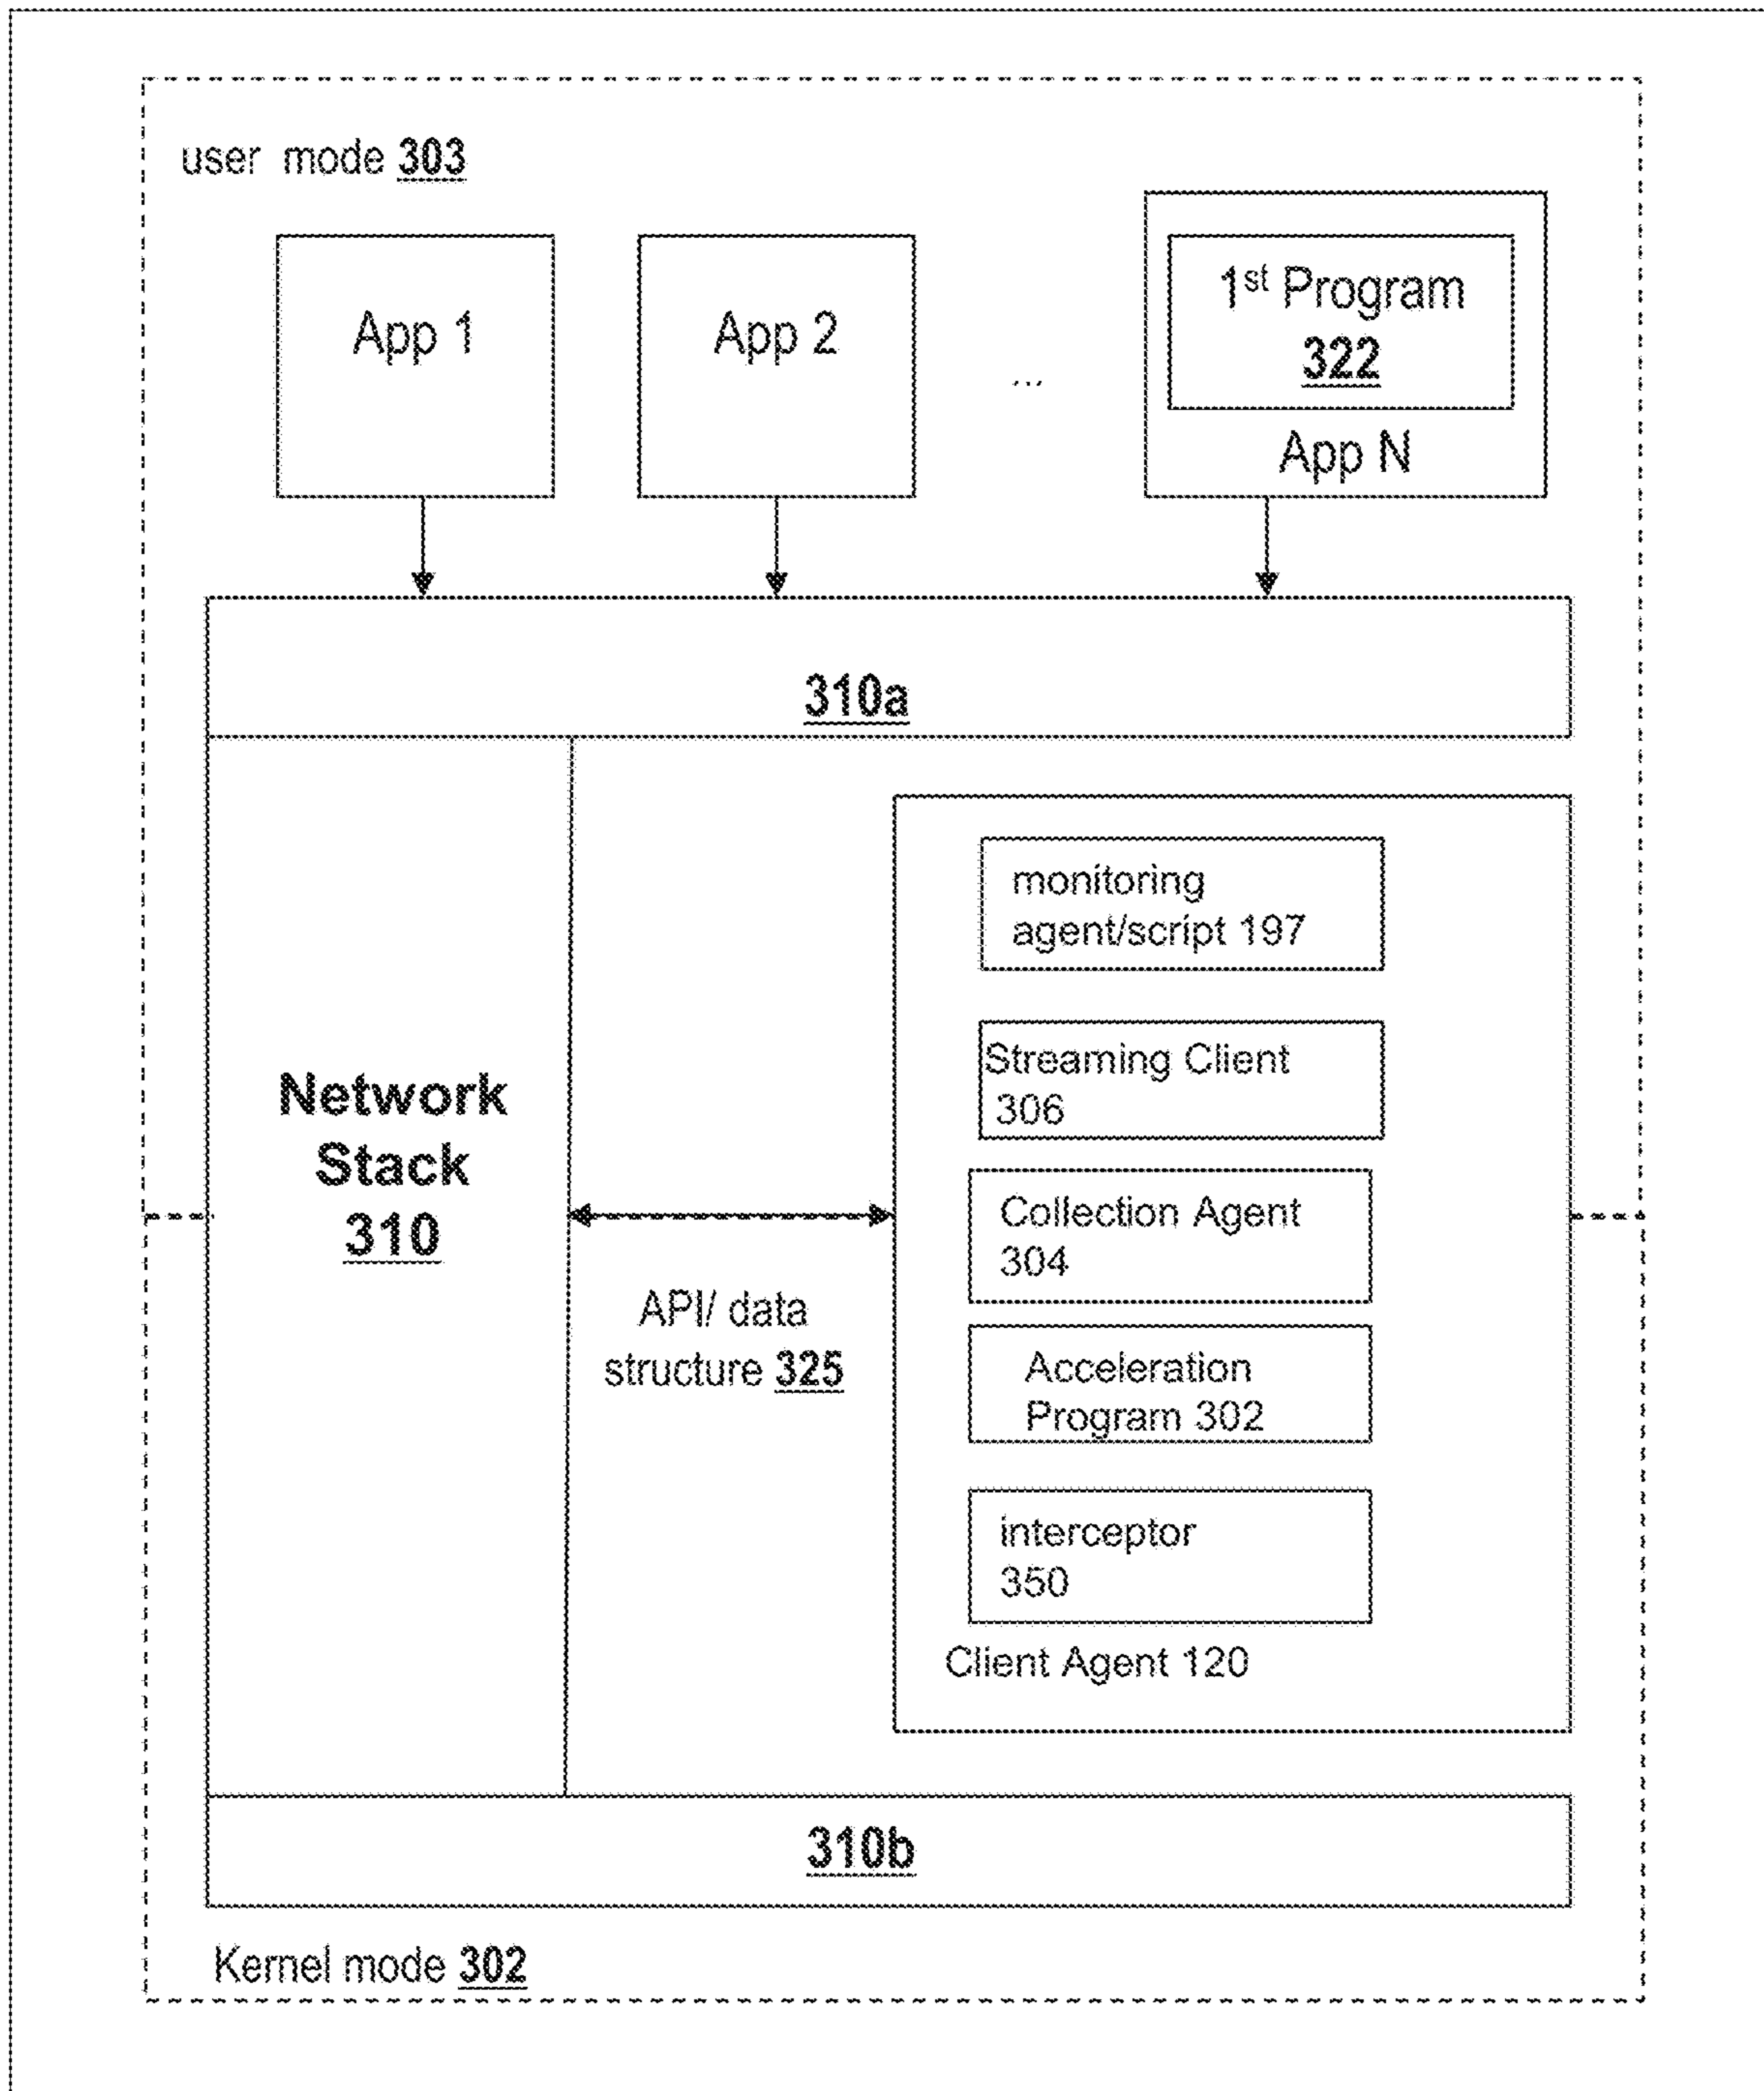 user mode 303
App 1
App 2
...
1st Program
322
App N
310a
Network
Stack
310
API/ data
structure 325
monitoring
agent/script 197
Streaming Client
306
Collection Agent
304
Acceleration
Program 302
interceptor
350
Client Agent 120
310b
Kernel mode 302